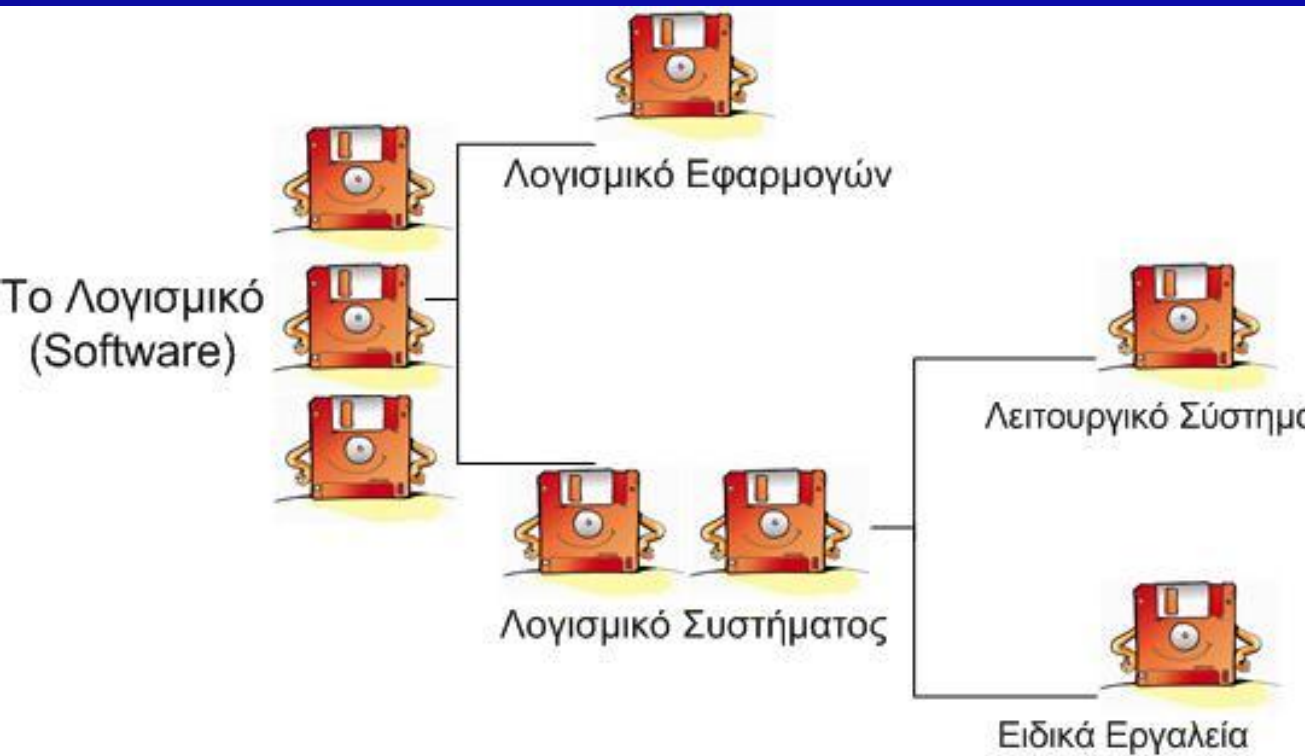 Λογισμικό Εφαρμογών
Το Λογισμικό
(Software)
Λειτουργικό Σύστημα
Λογισμικό Συστήματος
Ειδικά Εργαλεία